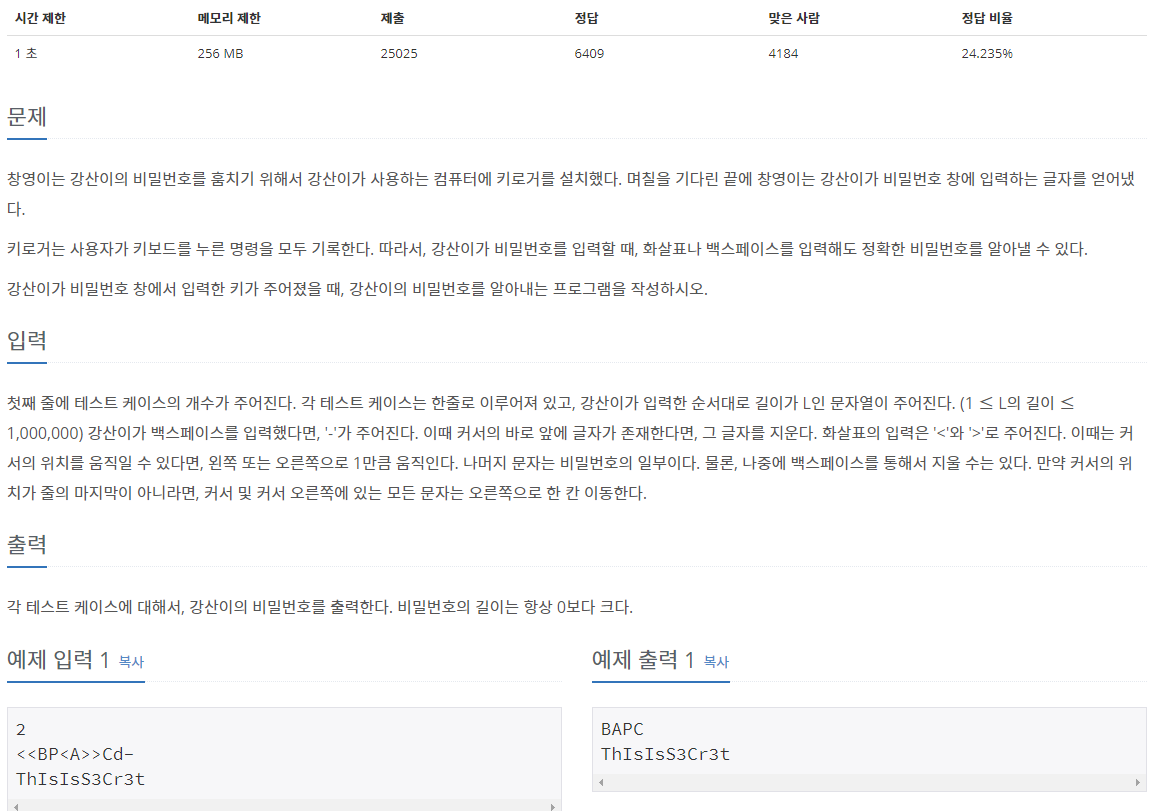 시간 제한 메모리 제한 제출 정답 맞은 사람 정답 비율
1 초 256 MB 25025 6409 4184 24.235%
문제
창영이는 강산이의 비밀번호를 훔치기 위해서 강산이가 사용하는 컴퓨터에 키로거를 설치했다. 며칠을 기다린 끝에 창영이는 강산이가 비밀번호 창에 입력하는 글자를 얻어냈
다.
키로거는 사용자가 키보드를 누른 명령을 모두 기록한다. 따라서, 강산이가 비밀번호를 입력할 때, 화살표나 백스페이스를 입력해도 정확한 비밀번호를 알아낼 수 있다.
강산이가 비밀번호 창에서 입력한 키가 주어졌을 때, 강산이의 비밀번호를 알아내는 프로그램을 작성하시오.
입력
첫째 줄에 테스트 케이스의 개수가 주어진다. 각 테스트 케이스는 한줄로 이루어져 있고, 강산이가 입력한 순서대로 길이가 L인 문자열이 주어진다. (1 ≤ L의 길이 ≤
1,000,000) 강산이가 백스페이스를 입력했다면, '-'가 주어진다. 이때 커서의 바로 앞에 글자가 존재한다면, 그 글자를 지운다. 화살표의 입력은 '<'와 '>'로 주어진다. 이때는 커
서의 위치를 움직일 수 있다면, 왼쪽 또는 오른쪽으로 1만큼 움직인다. 나머지 문자는 비밀번호의 일부이다. 물론, 나중에 백스페이스를 통해서 지울 수는 있다. 만약 커서의 위
치가 줄의 마지막이 아니라면, 커서 및 커서 오른쪽에 있는 모든 문자는 오른쪽으로 한 칸 이동한다.
출력
각 테스트 케이스에 대해서, 강산이의 비밀번호를 출력한다. 비밀번호의 길이는 항상 0보다 크다.
예제 입력 1 복사
2
<<BP<A>>Cd-
ThIsIsS3Cr3t
예제 출력 1 복사
BAPC
ThIsIsS3Cr3t